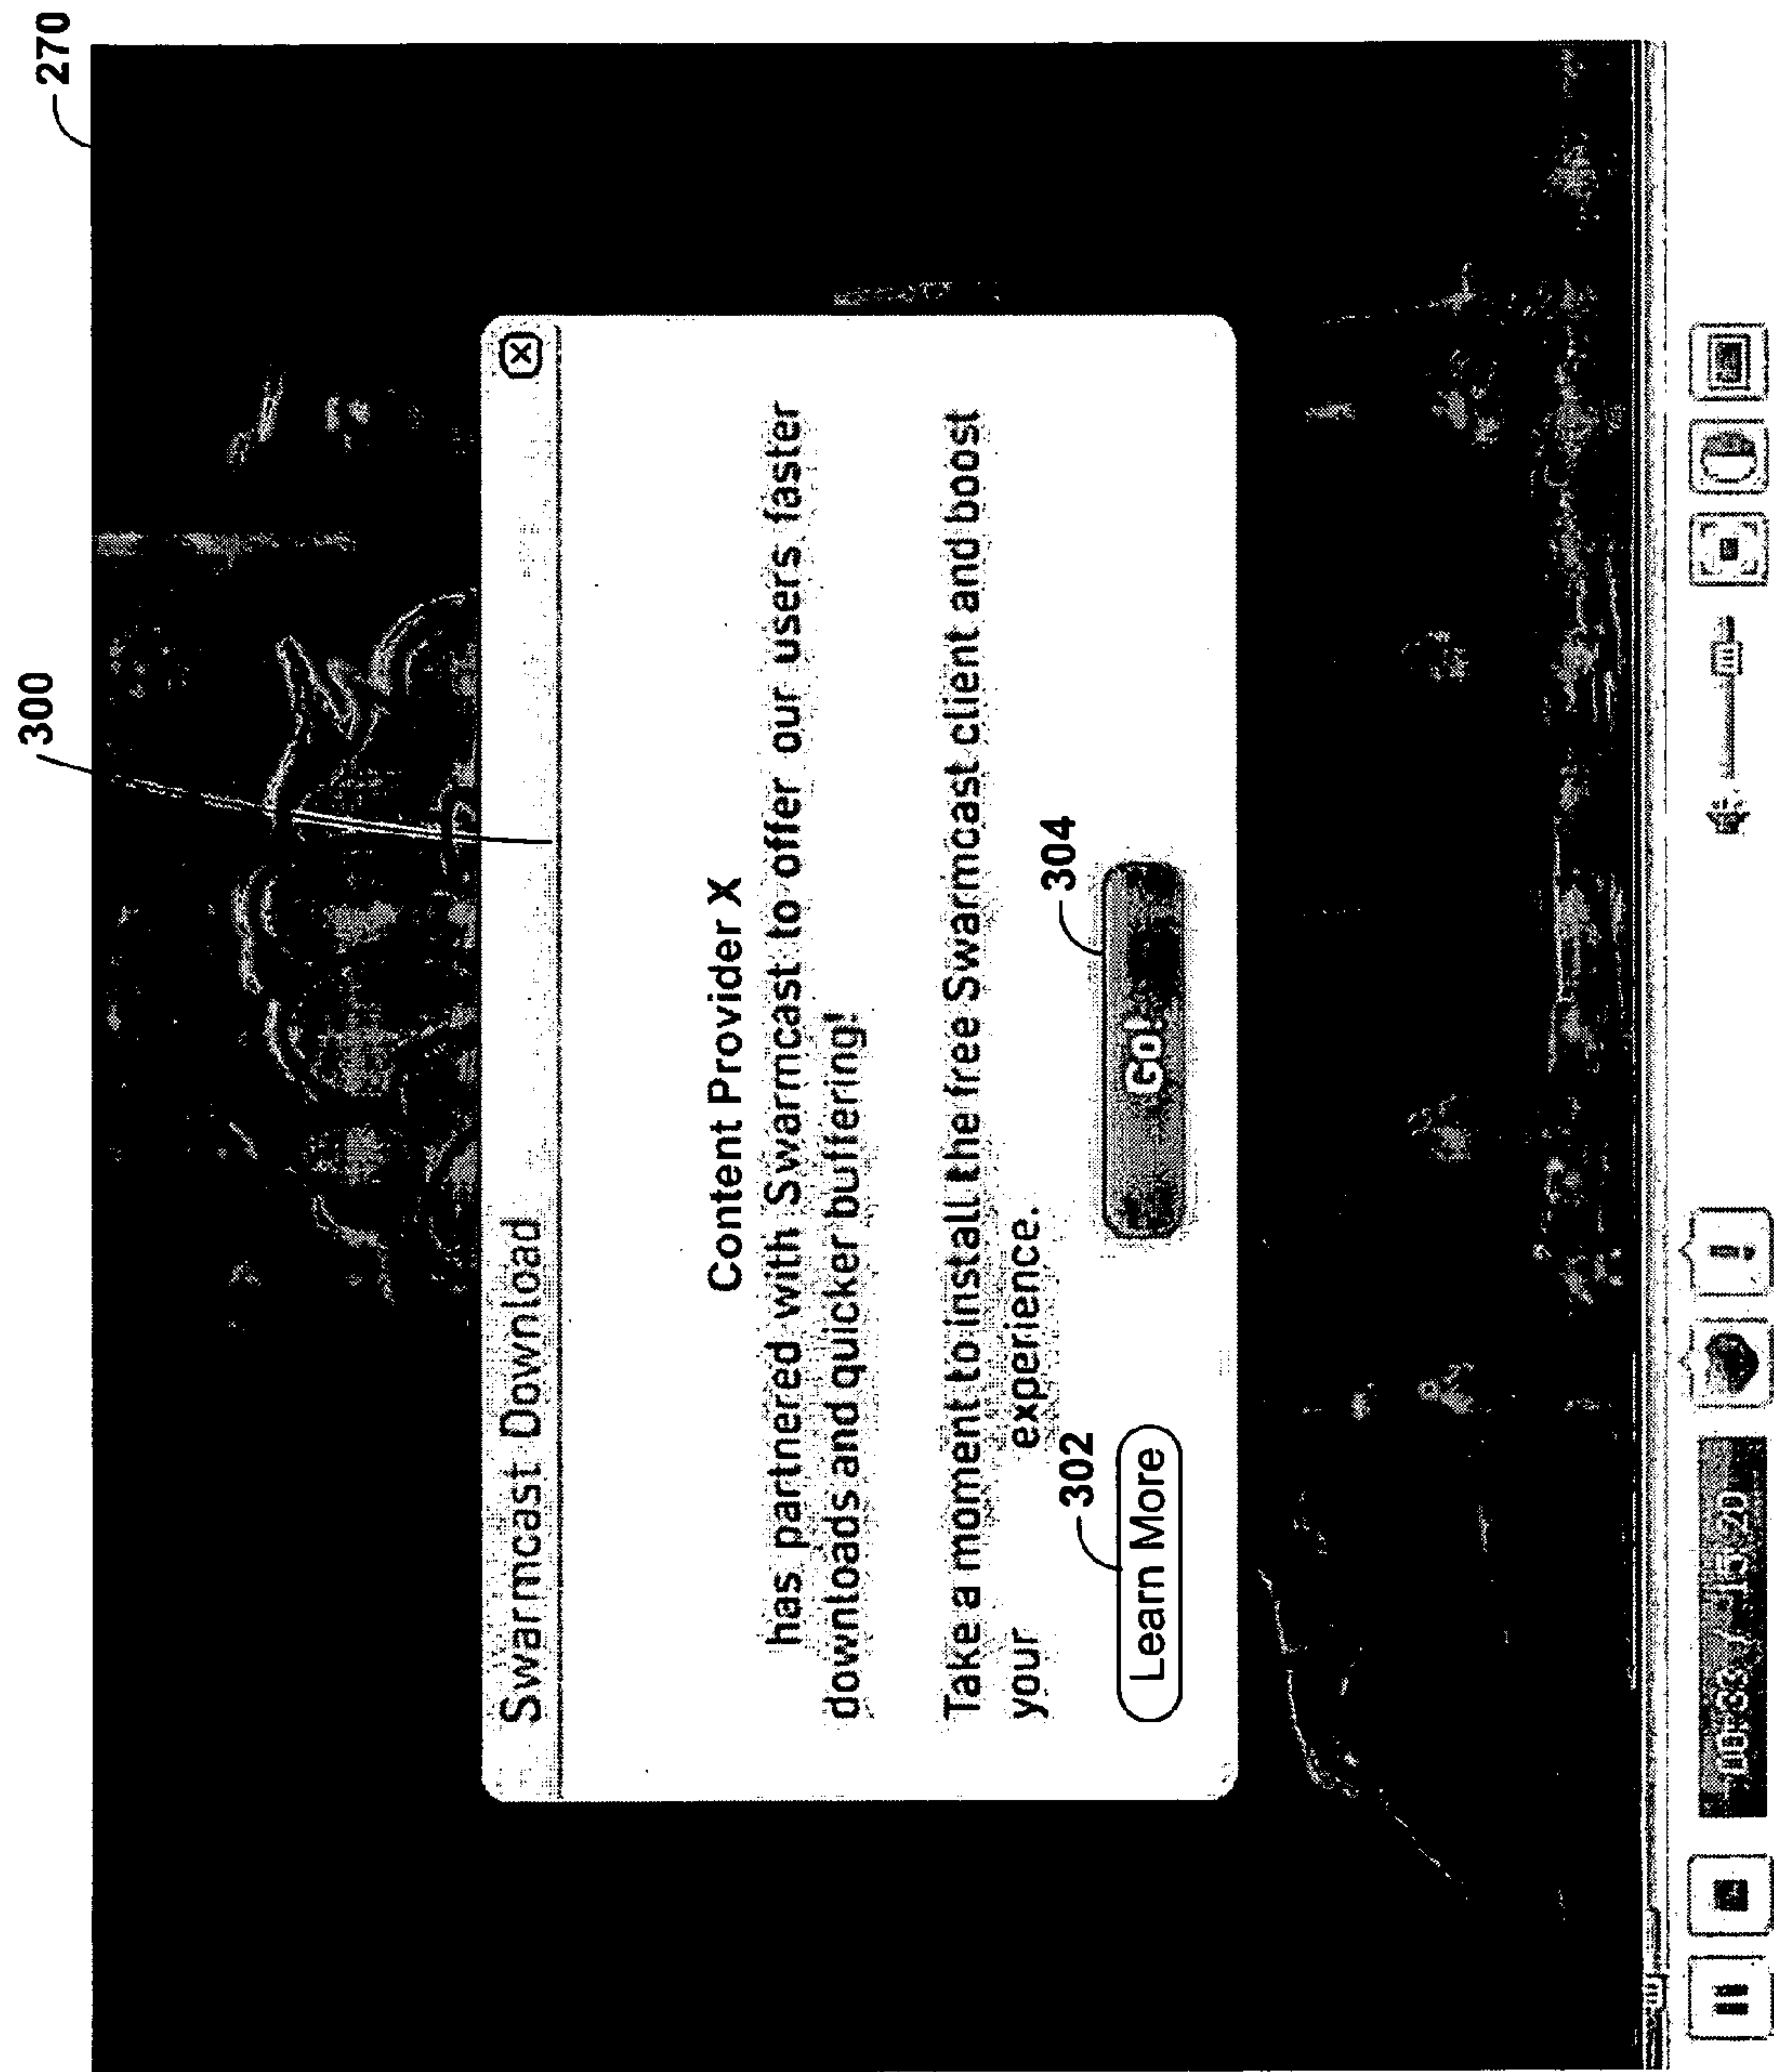 270
300
Swarmcast Download
Content Provider X
has partnered with Swarmcast to offer our users faster
downloads and quicker buffering!
Take a moment to install the free Swarmcast client and boost
your experience.
302
304
Learn More
Go!